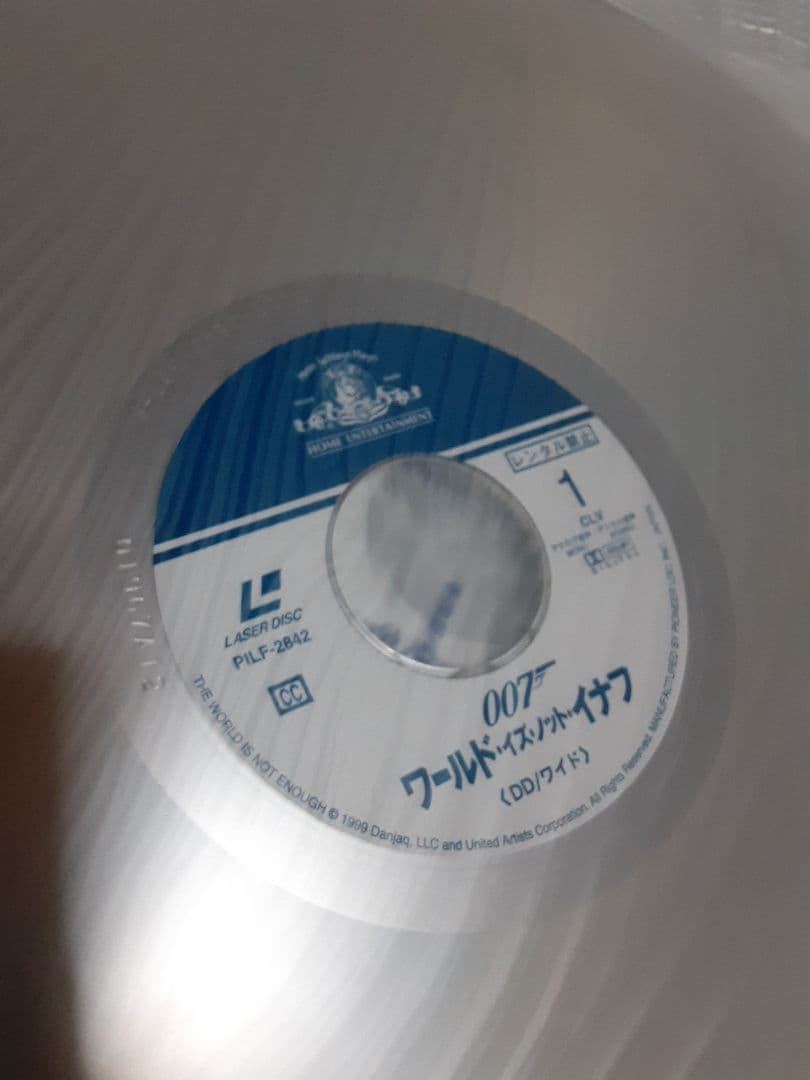 HOME ENTERTAINMENT
レンタル禁止
1
CLV
LASER DISC
PILF-2842
CC
007
ワールド・イズ・ノット・イナフ
〈DD/ワイド〉
THE WORLD IS NOT ENOUGH © 1999 Danjaq, LLC and United Artists Corporation. All Rights Reserved. MANUFACTURED BY PIONEER LDC, INC.